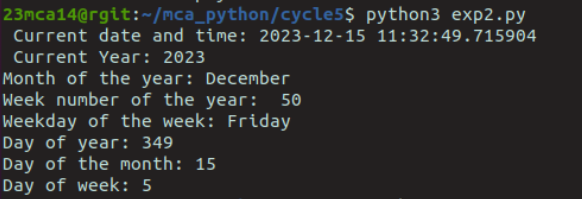 23mca14@rgit:~/mca_python/cycle5$ python3 exp2.py
 Current date and time: 2023-12-15 11:32:49.715904
 Current Year: 2023
Month of the year: December
Week number of the year:  50
Weekday of the week: Friday
Day of year: 349
Day of the month: 15
Day of week: 5